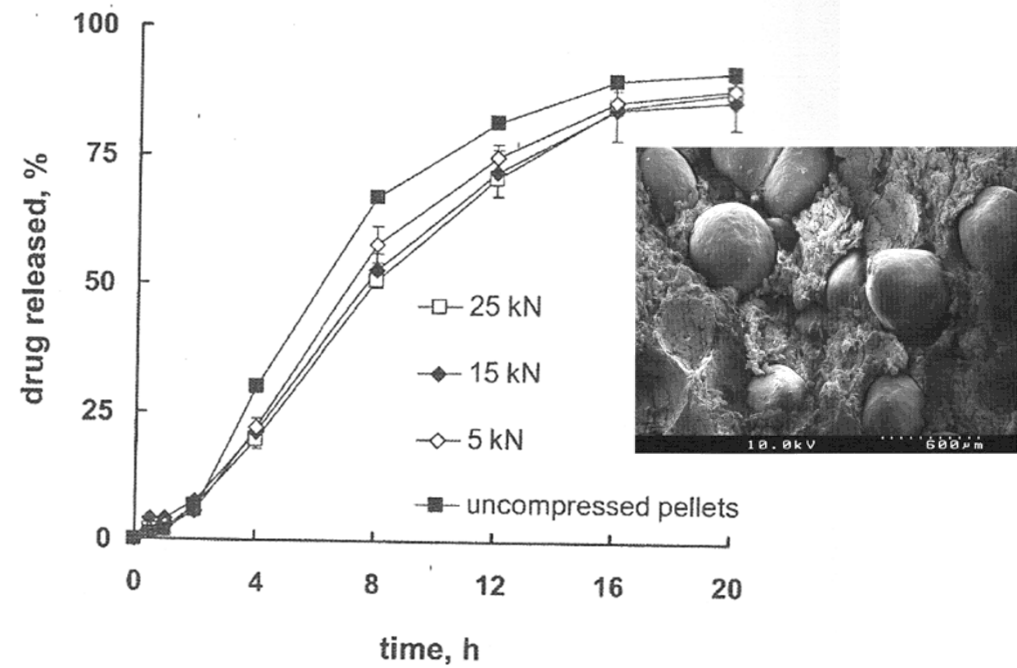 100
75
50
25
0
drug released, %
25 kN
15 kN
5 kN
uncompressed pellets
0 4 8 12 16 20
time, h
10.0kV 600μm